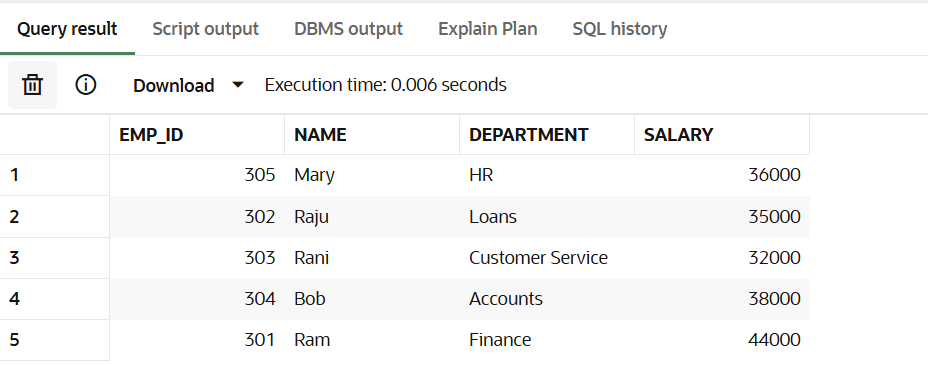 Query result Script output DBMS output Explain Plan SQL history
Download Execution time: 0.006 seconds
EMP_ID NAME DEPARTMENT SALARY
1 305 Mary HR 36000
2 302 Raju Loans 35000
3 303 Rani Customer Service 32000
4 304 Bob Accounts 38000
5 301 Ram Finance 44000